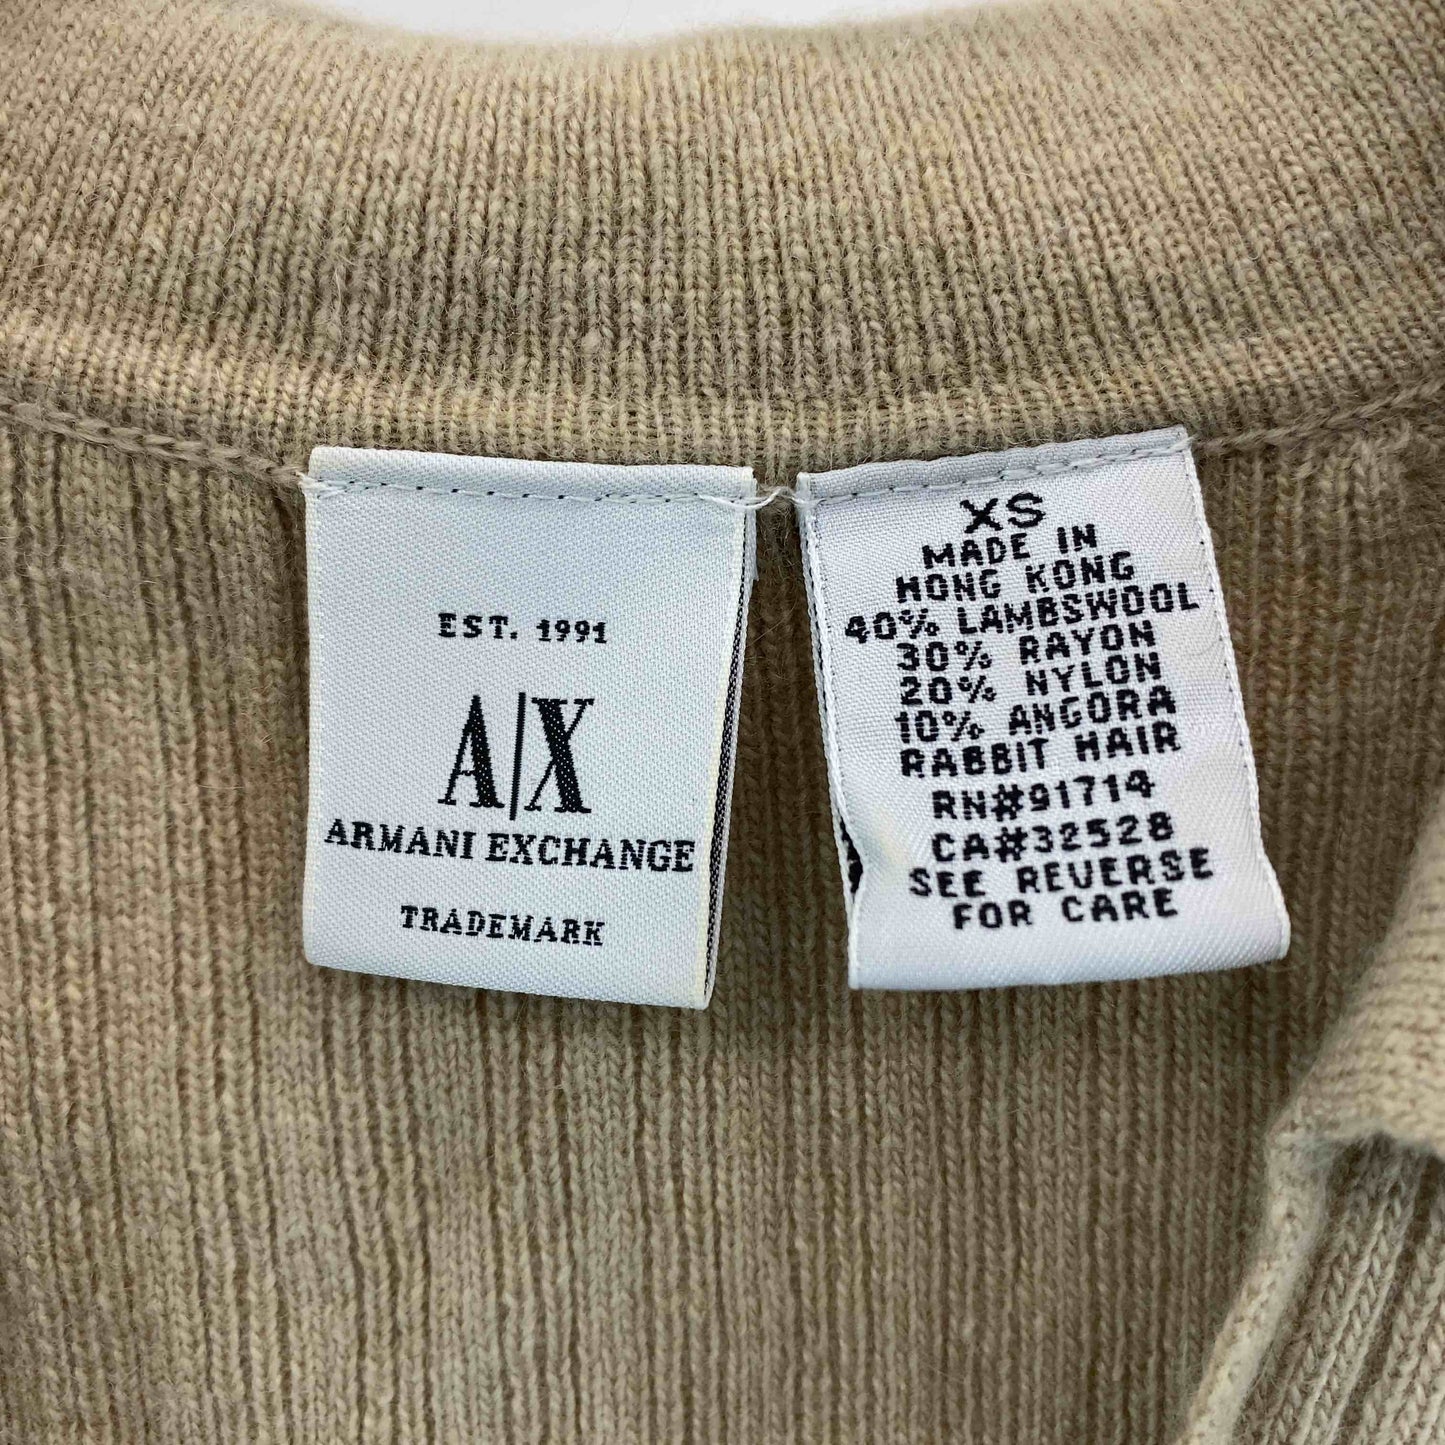 EST. 1991
A|X
ARMANI EXCHANGE
TRADEMARK
XS
MADE IN
HONG KONG
40% LAMBSWOOL
30% RAYON
20% NYLON
10% ANGORA
RABBIT HAIR
RN#91714
CA#32528
SEE REVERSE
FOR CARE